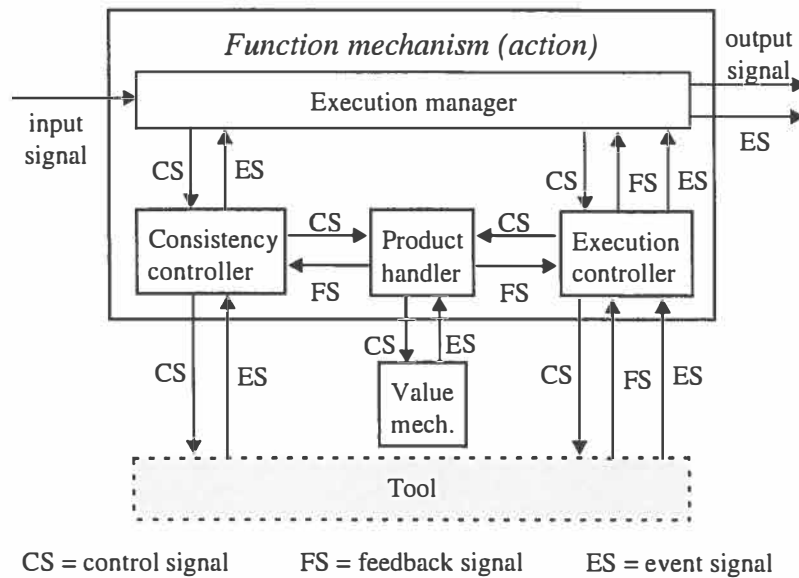 Function mechanism (action)
output
signal
Execution manager
input
signal
ES
CS
ES
CS
FS
ES
Consistency
controller
CS
FS
Product
handler
CS
FS
Execution
controller
CS
ES
CS
ES
CS
FS
ES
Value
mech.
Tool
CS = control signal
FS = feedback signal
ES = event signal